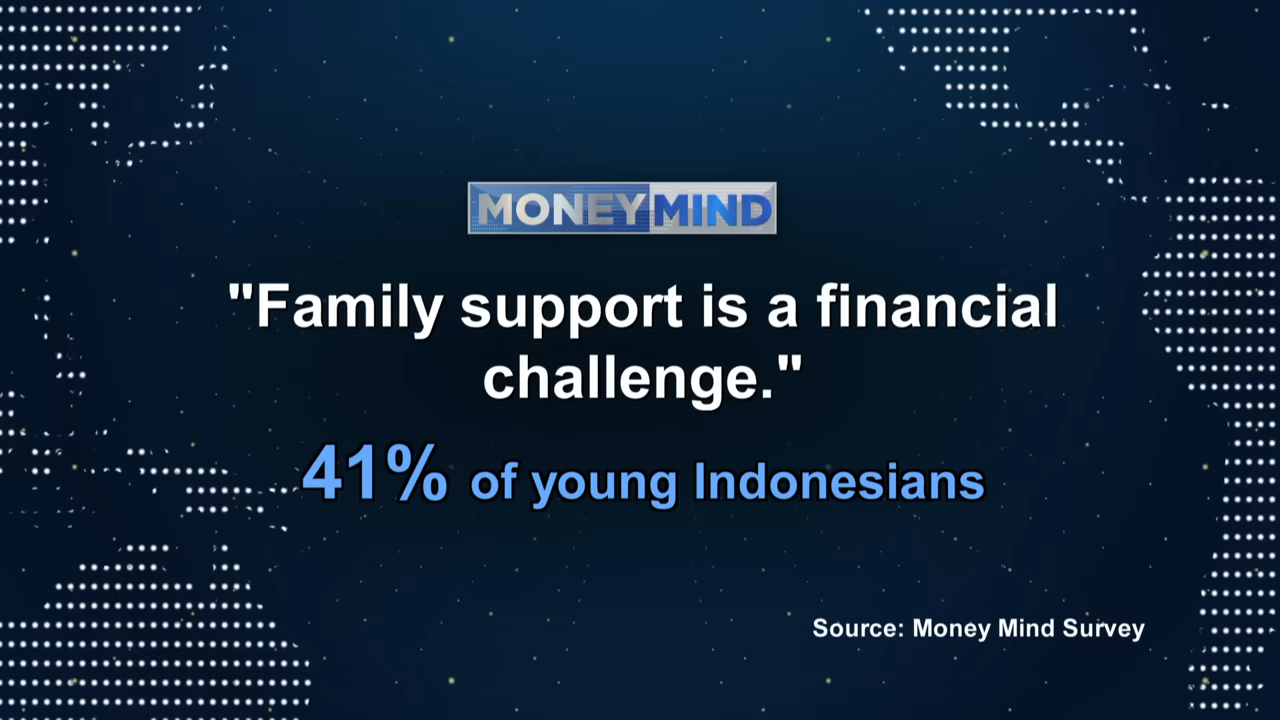 MONEYMIND
"Family support is a financial
challenge."
41% of young Indonesians
Source: Money Mind Survey